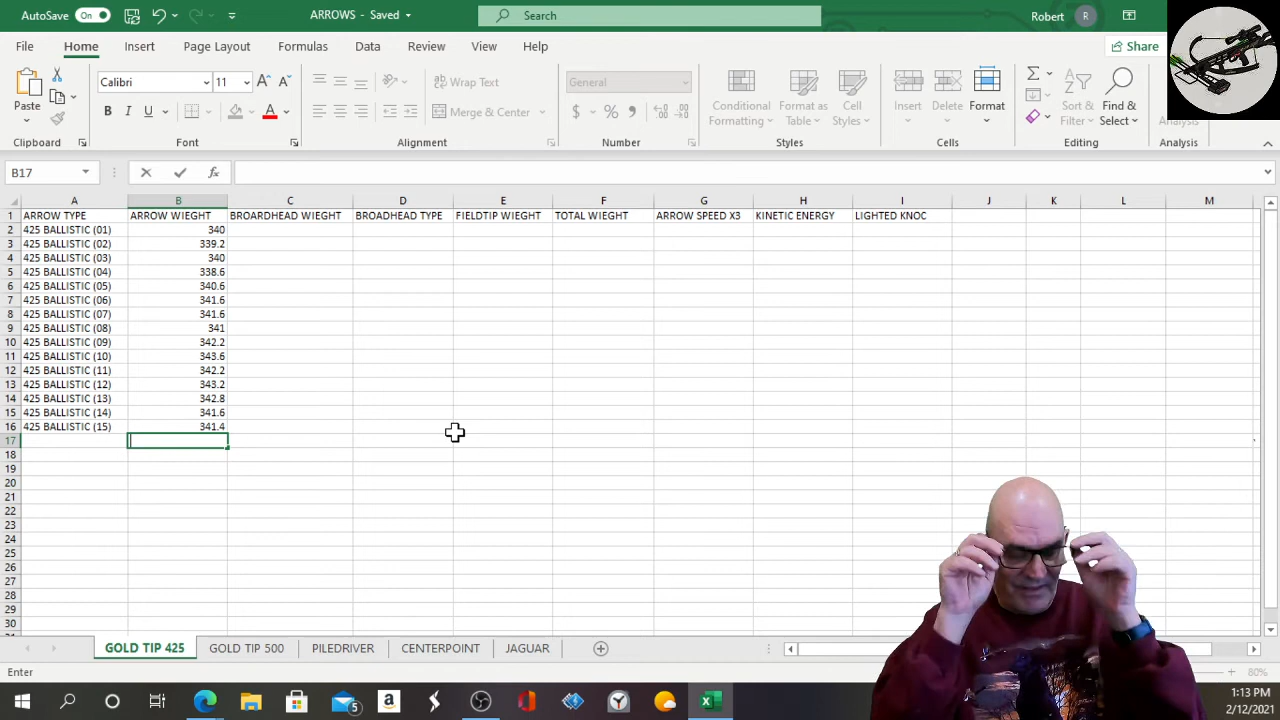 AutoSave On ARROWS - Saved Search Robert R
File Home Insert Page Layout Formulas Data Review View Help Share
Paste Calibri 11 Wrap Text General Conditional Format as Cell Insert Delete Format Sort & Find &
B I U A Merge & Center $ % Formatting Table Styles Filter Select Analysis
Clipboard Font Alignment Number Styles Cells Editing Analysis
B17 fx
A B C D E F G H I J K L M
1 ARROW TYPE ARROW WIEGHT BROARDHEAD WIEGHT BROADHEAD TYPE FIELDTIP WIEGHT TOTAL WIEGHT ARROW SPEED X3 KINETIC ENERGY LIGHTED KNOC
2 425 BALLISTIC (01) 340
3 425 BALLISTIC (02) 339.2
4 425 BALLISTIC (03) 340
5 425 BALLISTIC (04) 338.6
6 425 BALLISTIC (05) 340.6
7 425 BALLISTIC (06) 341.6
8 425 BALLISTIC (07) 341.6
9 425 BALLISTIC (08) 341
10 425 BALLISTIC (09) 342.2
11 425 BALLISTIC (10) 343.6
12 425 BALLISTIC (11) 342.2
13 425 BALLISTIC (12) 343.2
14 425 BALLISTIC (13) 342.8
15 425 BALLISTIC (14) 341.6
16 425 BALLISTIC (15) 341.4
17
18
19
20
21
22
23
24
25
26
27
28
29
30
GOLD TIP 425 GOLD TIP 500 PILEDRIVER CENTERPOINT JAGUAR
Enter 80%
5 1:13 PM
2/12/2021